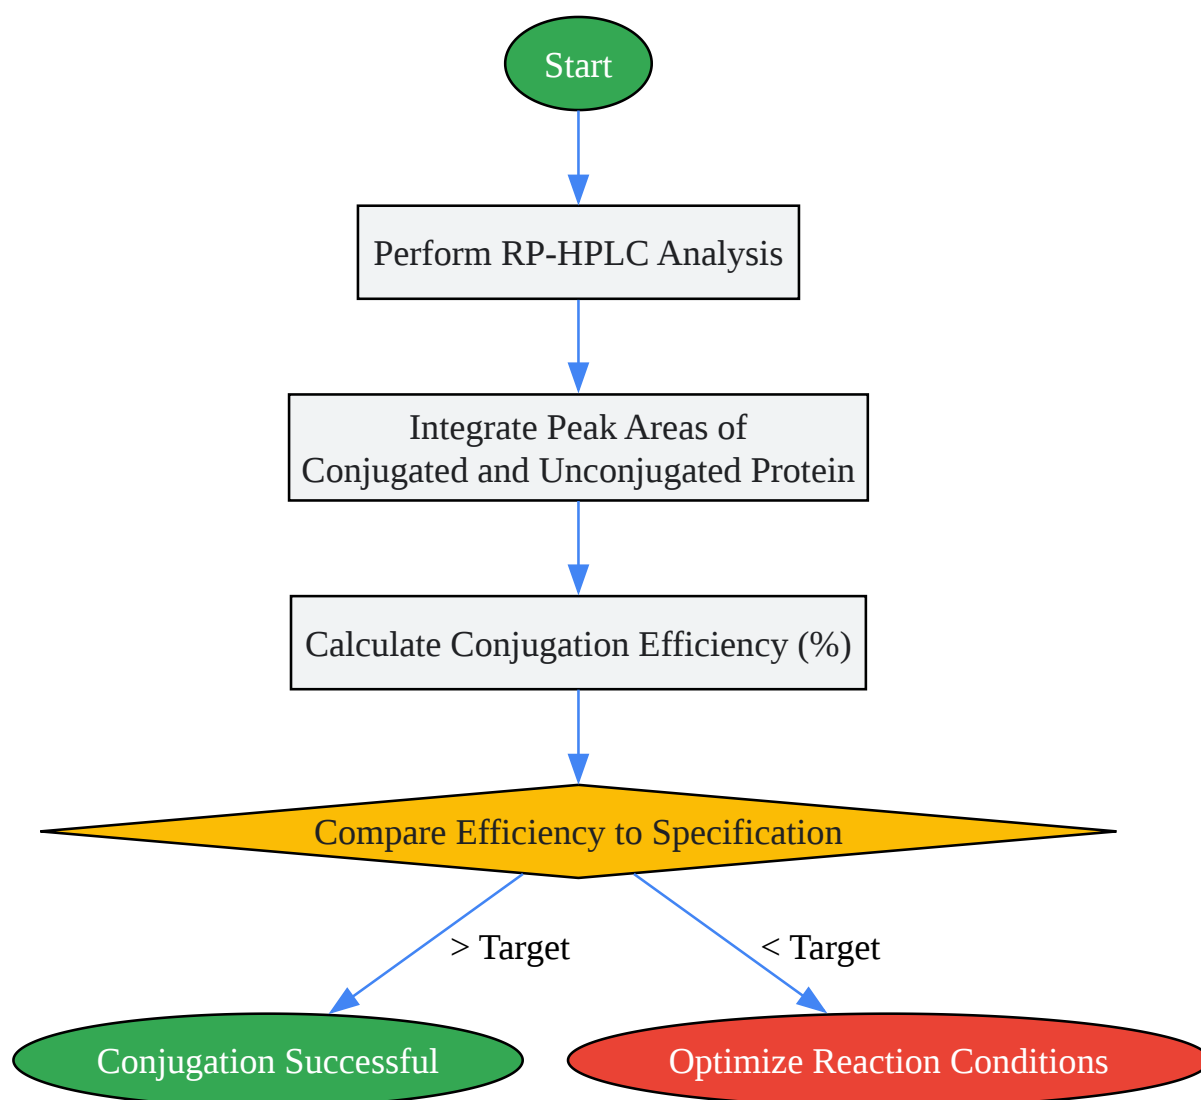 Start
Perform RP-HPLC Analysis
Integrate Peak Areas of
Conjugated and Unconjugated Protein
Calculate Conjugation Efficiency (%)
Compare Efficiency to Specification
> Target
< Target
Conjugation Successful
Optimize Reaction Conditions